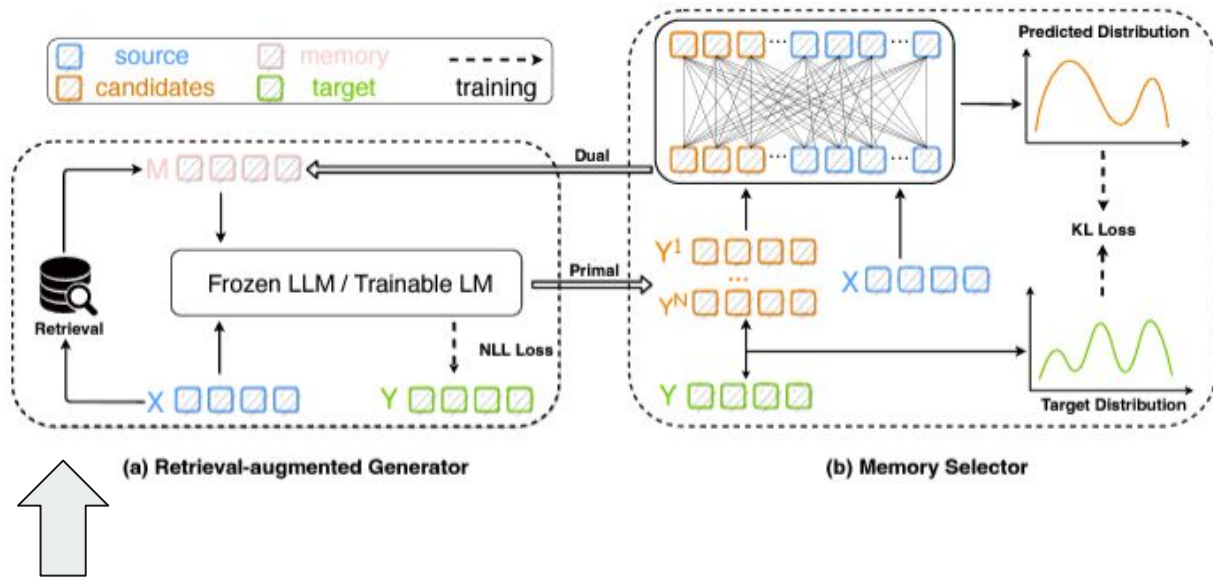 source
memory
candidates
target
training
Predicted Distribution
M
Dual
Frozen LLM / Trainable LM
Primal
Retrieval
NLL Loss
X
Y
Y1
...
YN
X
KL Loss
Y
Target Distribution
(a) Retrieval-augmented Generator
(b) Memory Selector